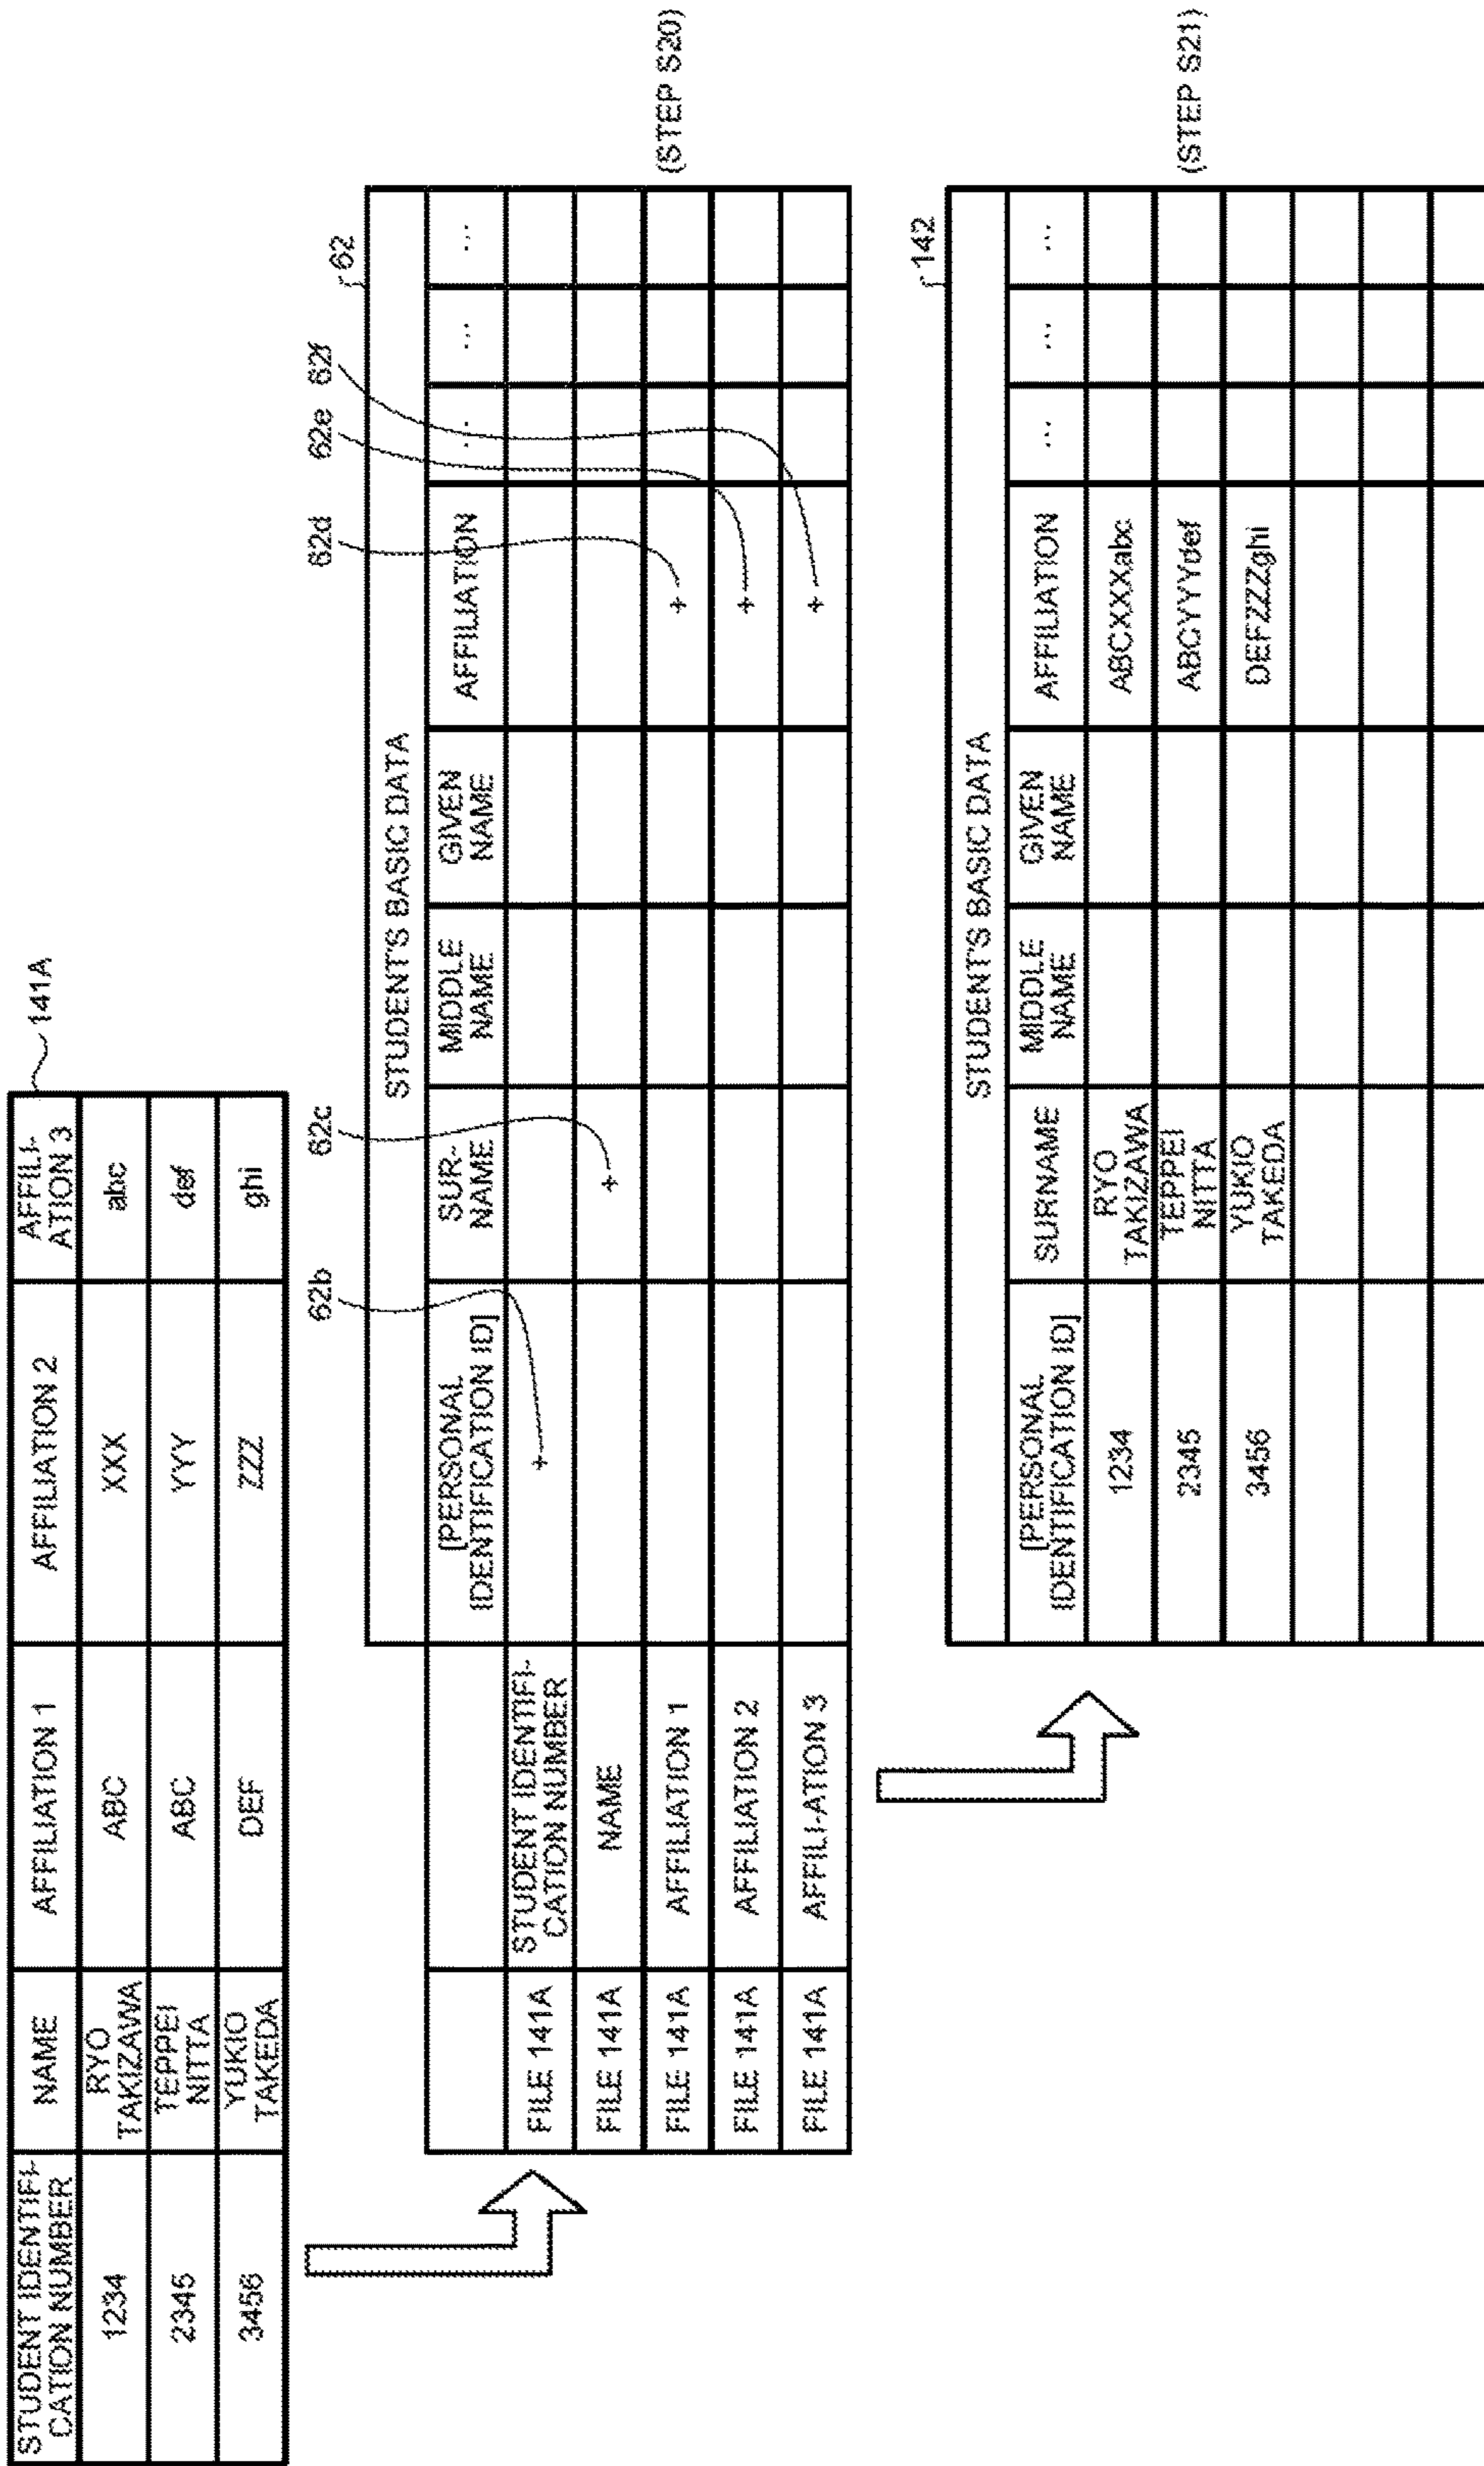 141A
STUDENT IDENTIFI-
CATION NUMBER
NAME
AFFILIATION 1
AFFILIATION 2
AFFILI-
ATION 3
1234
RYO
TAKIZAWA
ABC
XXX
abc
2345
TEPPEI
NITTA
ABC
YYY
def
3456
YUKIO
TAKEDA
DEF
ZZZ
ghi
62b
62c
62d
62e
62f
62
STUDENT'S BASIC DATA
[PERSONAL
IDENTIFICATION ID]
SUR-
NAME
MIDDLE
NAME
GIVEN
NAME
AFFILIATION
...
...
...
FILE 141A
STUDENT IDENTIFI-
CATION NUMBER
+
FILE 141A
NAME
+
FILE 141A
AFFILIATION 1
+
FILE 141A
AFFILIATION 2
+
FILE 141A
AFFILI-ATION 3
+
(STEP S20)
142
STUDENT'S BASIC DATA
[PERSONAL
IDENTIFICATION ID]
SURNAME
MIDDLE
NAME
GIVEN
NAME
AFFILIATION
...
...
...
1234
RYO
TAKIZAWA
ABCXXXabc
2345
TEPPEI
NITTA
ABCYYYdef
3456
YUKIO
TAKEDA
DEFZZZghi
(STEP S21)